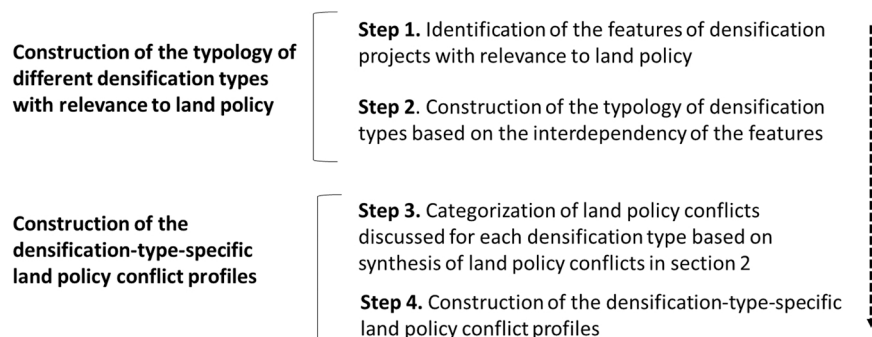 Construction of the typology of
different densification types
with relevance to land policy
Step 1. Identification of the features of densification
projects with relevance to land policy
Step 2. Construction of the typology of densification
types based on the interdependency of the features
Construction of the
densification-type-specific
land policy conflict profiles
Step 3. Categorization of land policy conflicts
discussed for each densification type based on
synthesis of land policy conflicts in section 2
Step 4. Construction of the densification-type-specific
land policy conflict profiles